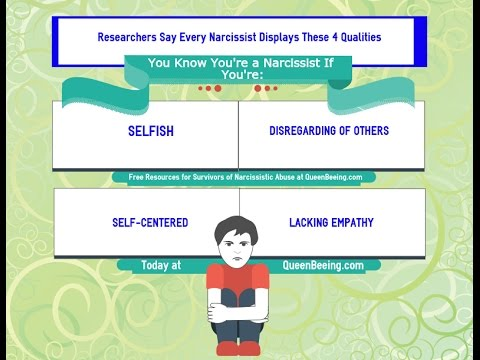 Researchers Say Every Narcissist Displays These 4 Qualities
You Know You're a Narcissist If
You're:
SELFISH
DISREGARDING OF OTHERS
Free Resources for Survivors of Narcissistic Abuse at QueenBeeing.com
SELF-CENTERED
LACKING EMPATHY
Today at QueenBeeing.com